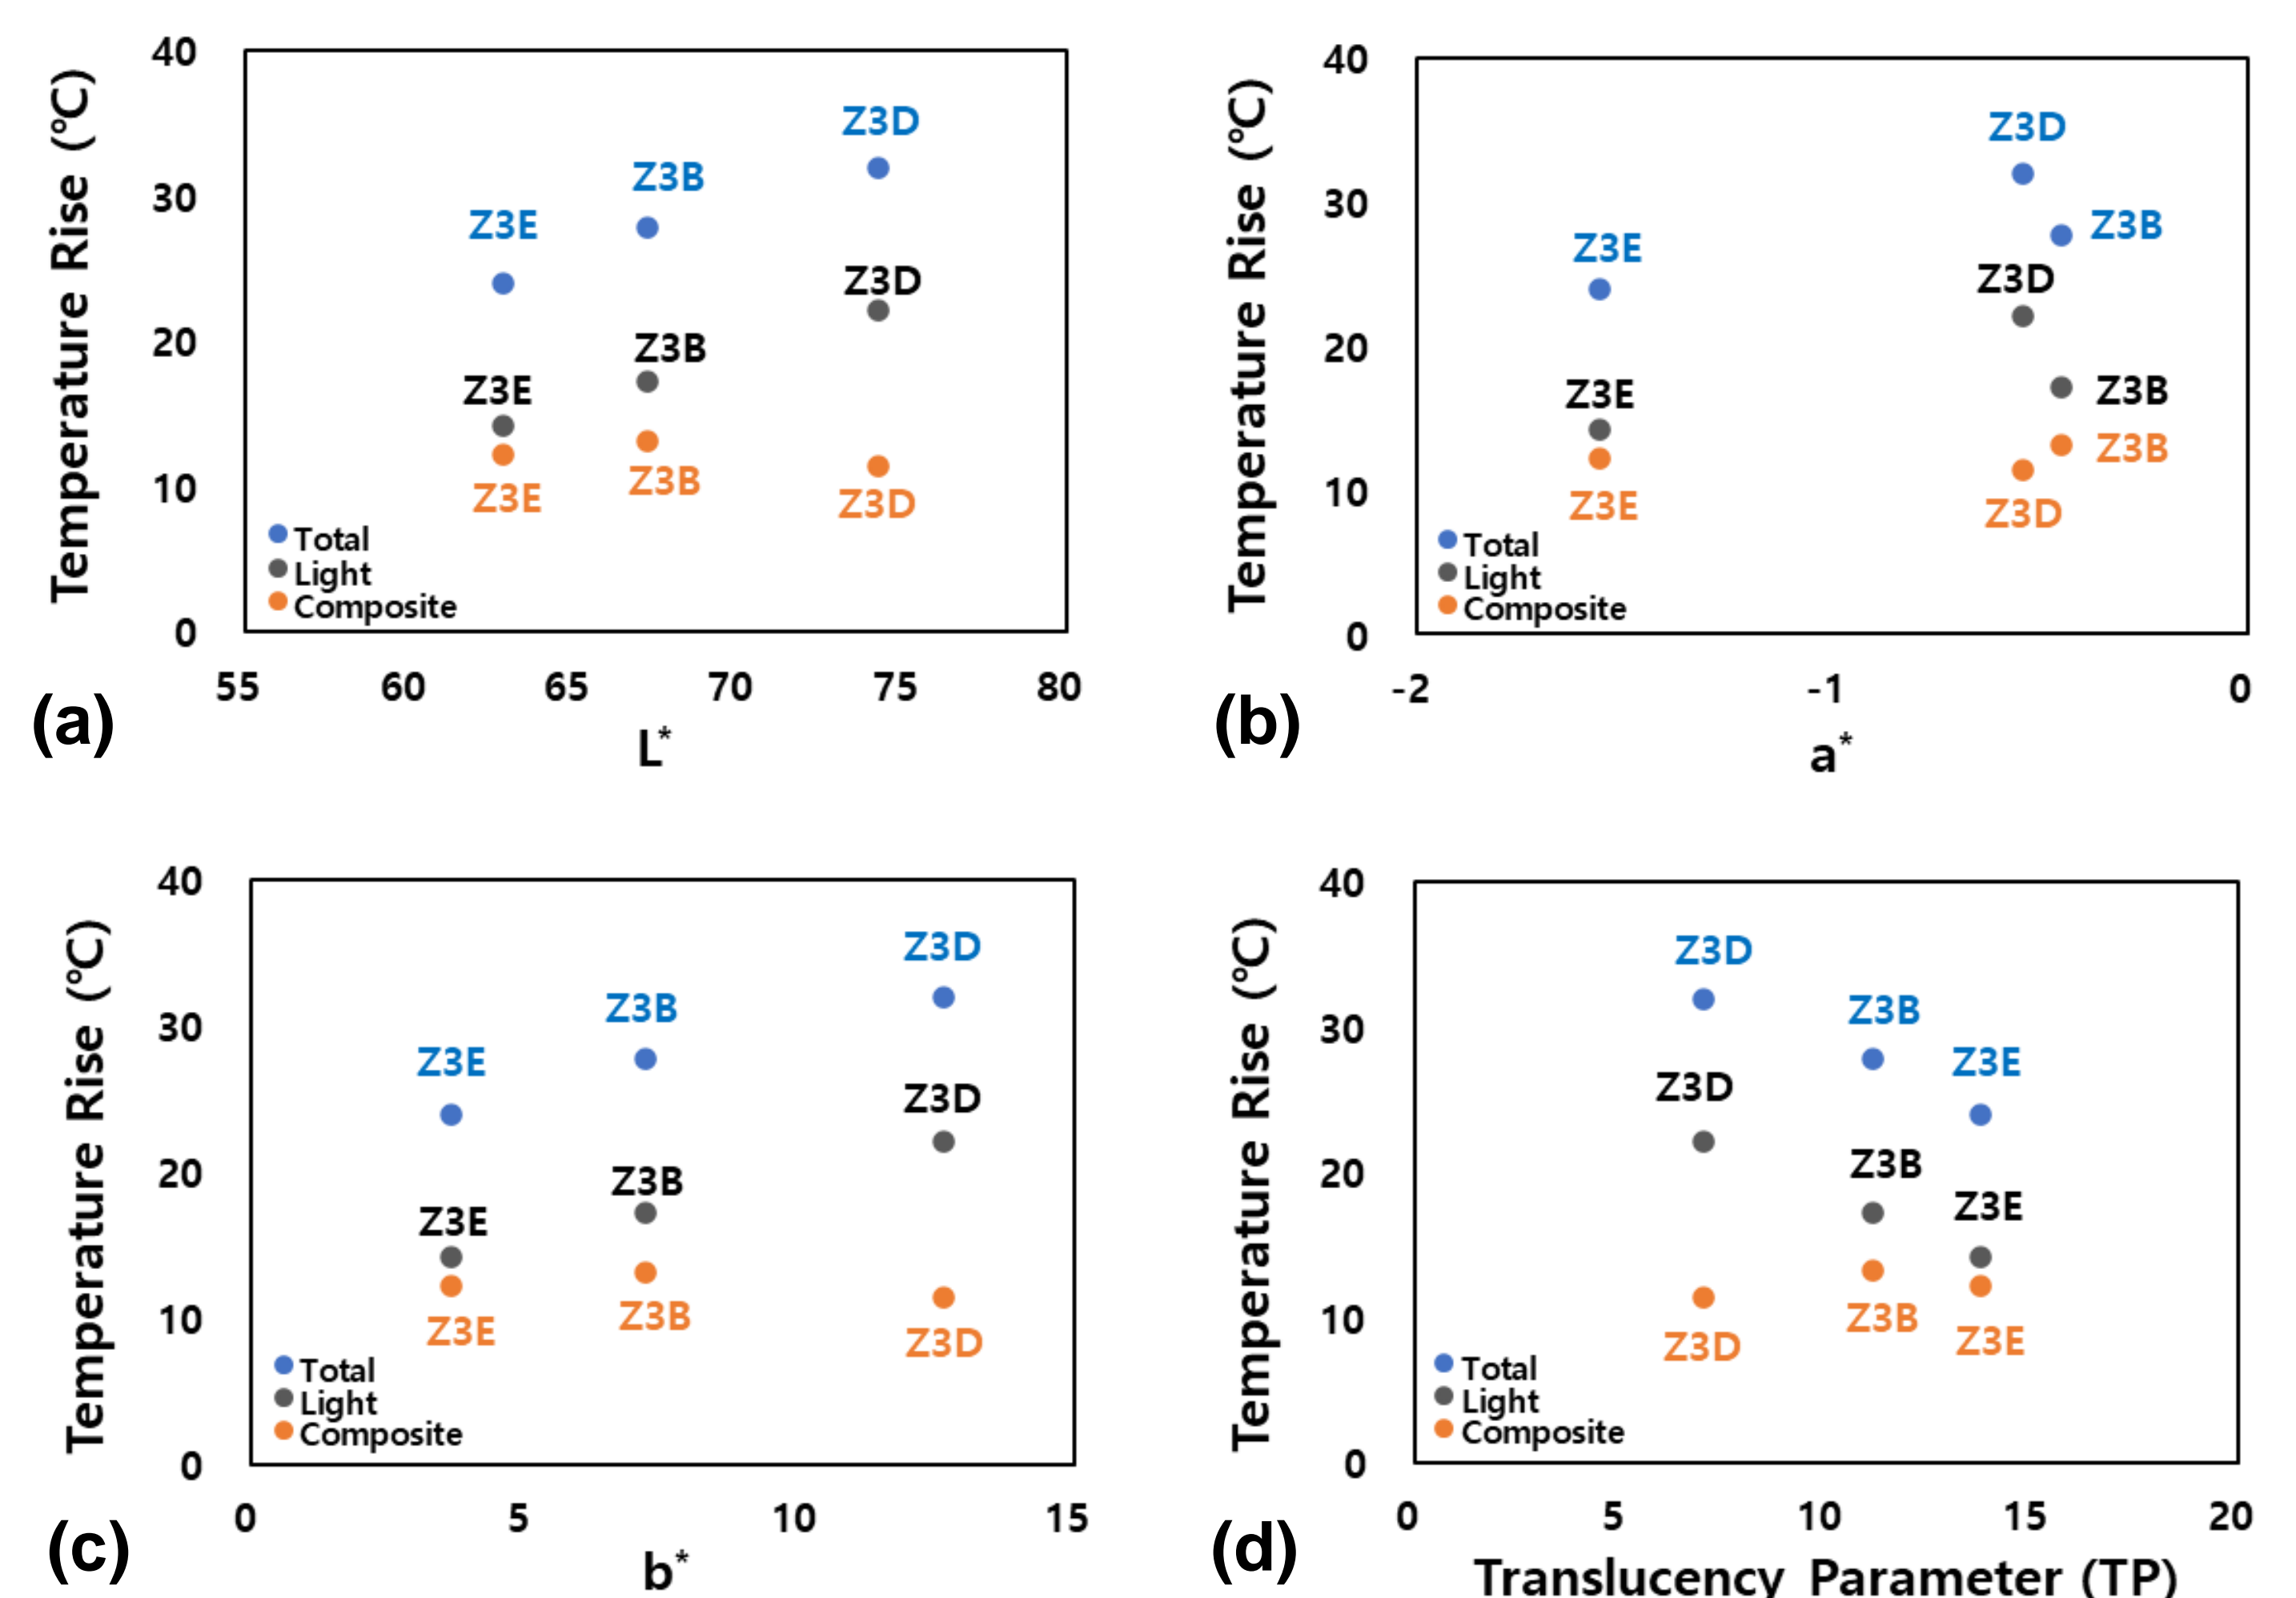 40
30
20
10
0
Temperature Rise (℃)
Z3D
Z3B
Z3E
Z3D
Z3B
Z3E
Z3E
Z3B
Z3D
Total
Light
Composite
55 60 65 70 75 80
L*
(a)
40
30
20
10
0
Temperature Rise (℃)
Z3D
Z3B
Z3E
Z3D
Z3E
Z3B
Z3B
Z3E
Z3D
Total
Light
Composite
-2 -1 0
a*
(b)
40
30
20
10
0
Temperature Rise (℃)
Z3D
Z3B
Z3E
Z3D
Z3B
Z3E
Z3B
Z3E
Z3D
Total
Light
Composite
0 5 10 15
b*
(c)
40
30
20
10
0
Temperature Rise (℃)
Z3D
Z3B
Z3E
Z3D
Z3B
Z3E
Z3D
Z3B
Z3E
Total
Light
Composite
0 5 10 15 20
Translucency Parameter (TP)
(d)